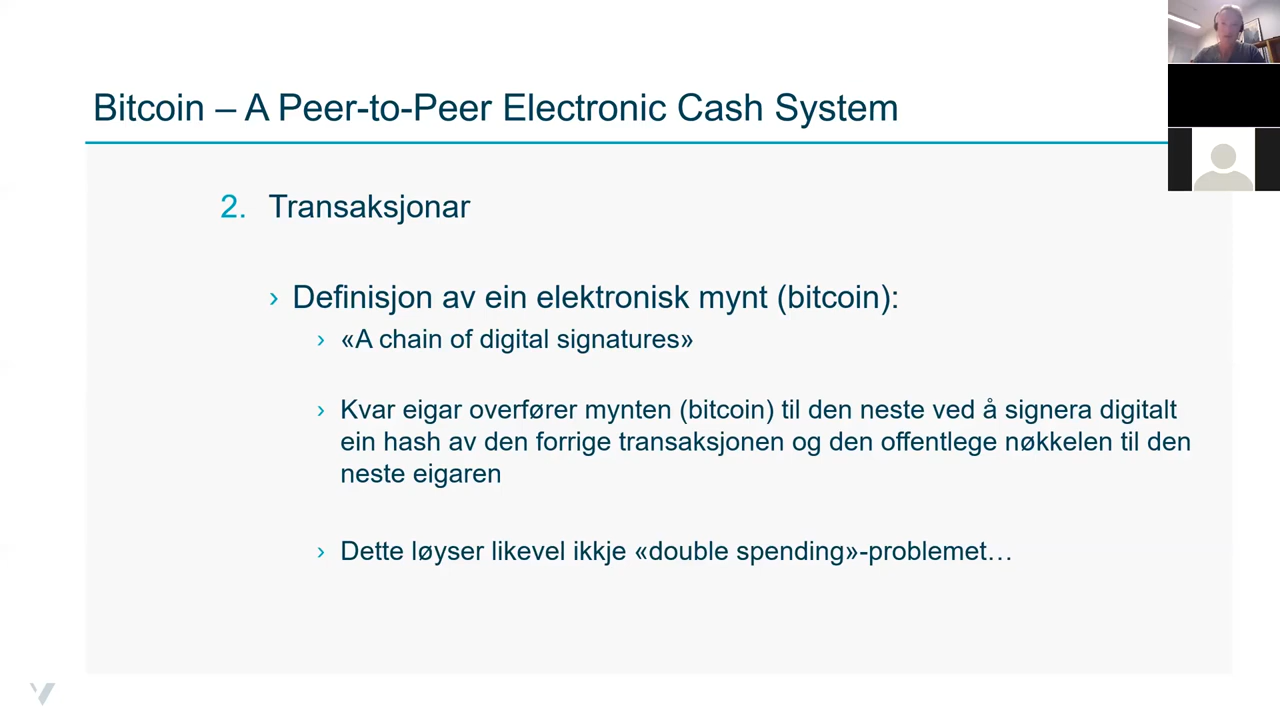 Bitcoin – A Peer-to-Peer Electronic Cash System
2. Transaksjonar
› Definisjon av ein elektronisk mynt (bitcoin):
› «A chain of digital signatures»
› Kvar eigar overfører mynten (bitcoin) til den neste ved å signera digitalt
ein hash av den forrige transaksjonen og den offentlege nøkkelen til den
neste eigaren
› Dette løyser likevel ikkje «double spending»-problemet…